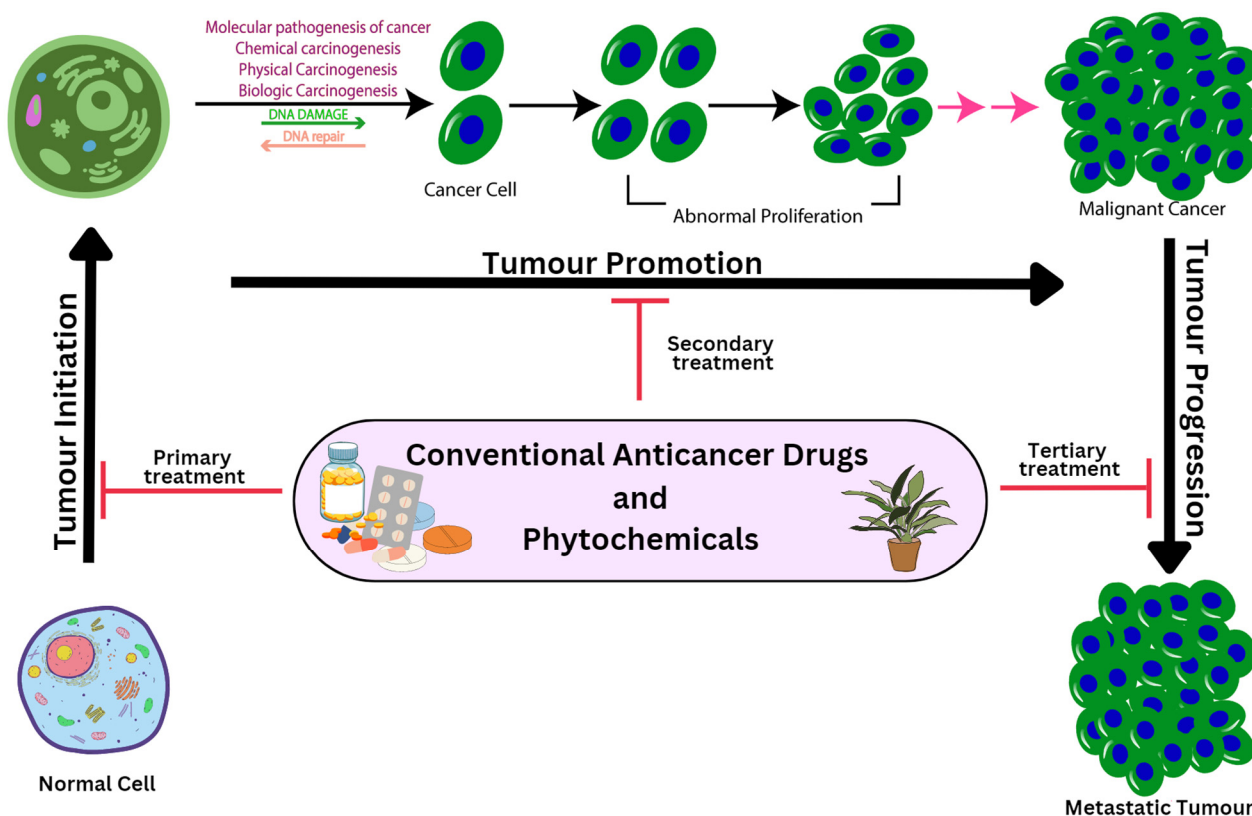 Molecular pathogenesis of cancer
Chemical carcinogenesis
Physical Carcinogenesis
Biologic Carcinogenesis
DNA DAMAGE
DNA repair
Cancer Cell
Abnormal Proliferation
Malignant Cancer
Tumour Promotion
Tumour Initiation
Tumour Progression
Secondary
treatment
Primary
treatment
Conventional Anticancer Drugs
and
Phytochemicals
Tertiary
treatment
Normal Cell
Metastatic Tumour